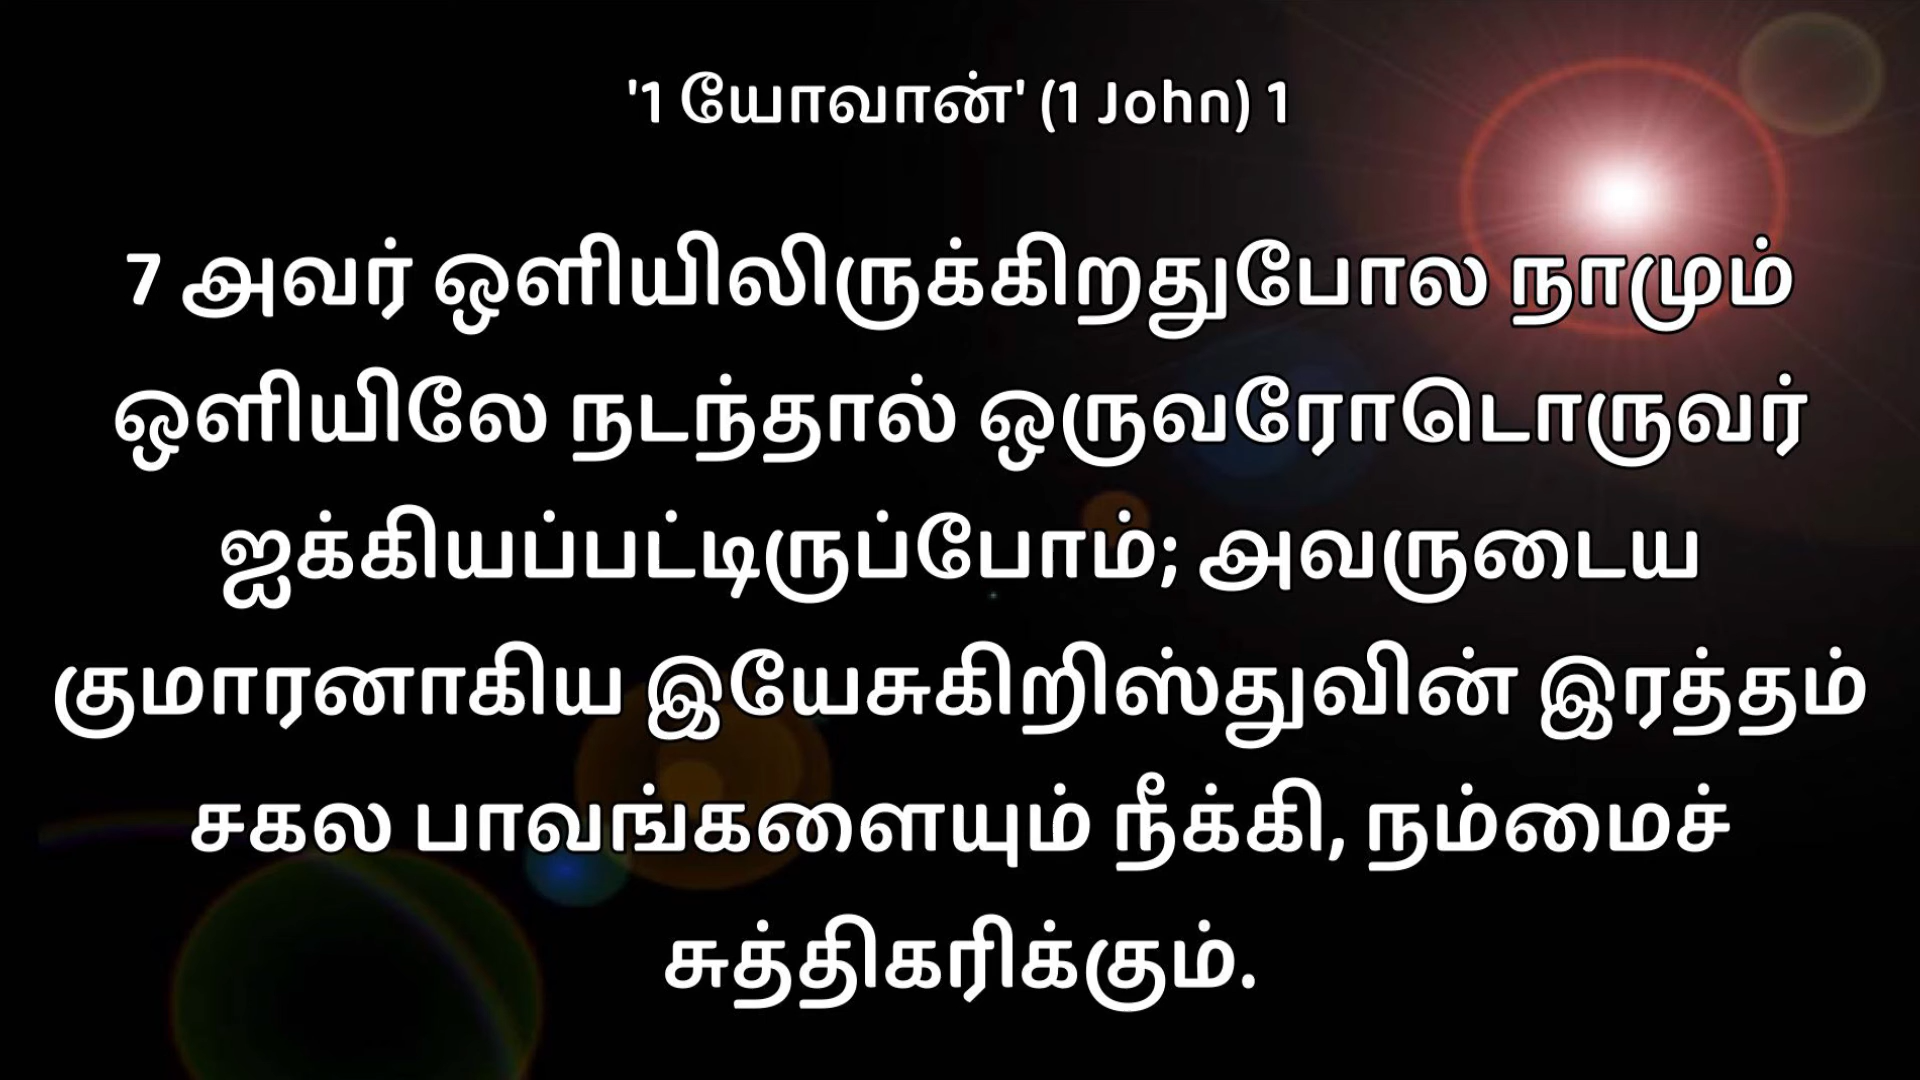 '1 யோவான்' (1 John) 1
7 அவர் ஒளியிலிருக்கிறதுபோல நாமும்
ஒளியிலே நடந்தால் ஒருவரோடொருவர்
ஐக்கியப்பட்டிருப்போம்; அவருடைய
குமாரனாகிய இயேசுகிறிஸ்துவின் இரத்தம்
சகல பாவங்களையும் நீக்கி, நம்மைச்
சுத்திகரிக்கும்.